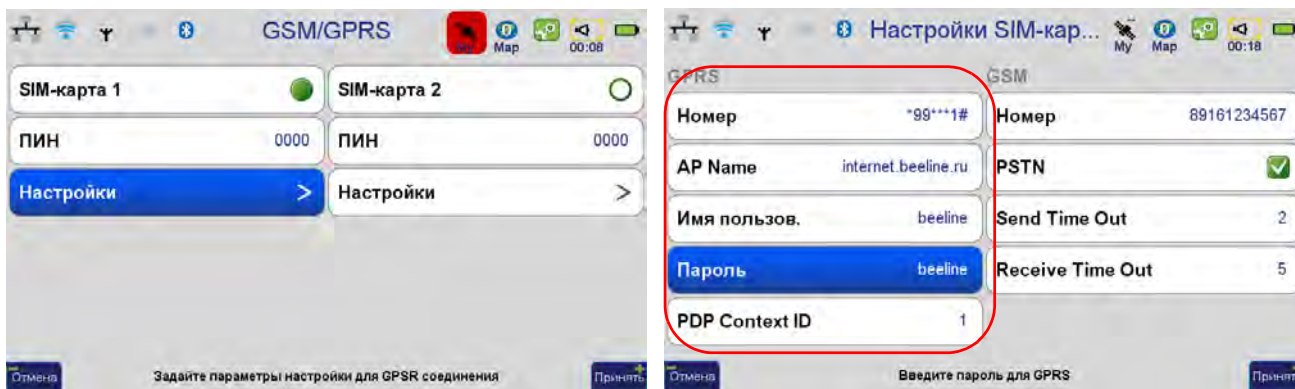 GSM/GPRS
My
Map
00:08
SIM-карта 1
SIM-карта 2
ПИН 0000
ПИН 0000
Настройки >
Настройки >
Отмена
Задайте параметры настройки для GPSR соединения
Принять
Настройки SIM-кар...
My
Map
00:18
GPRS
GSM
Номер *99***1#
Номер 89161234567
AP Name internet.beeline.ru
PSTN
Имя пользов. beeline
Send Time Out 2
Пароль beeline
Receive Time Out 5
PDP Context ID 1
Отмена
Введите пароль для GPRS
Принят